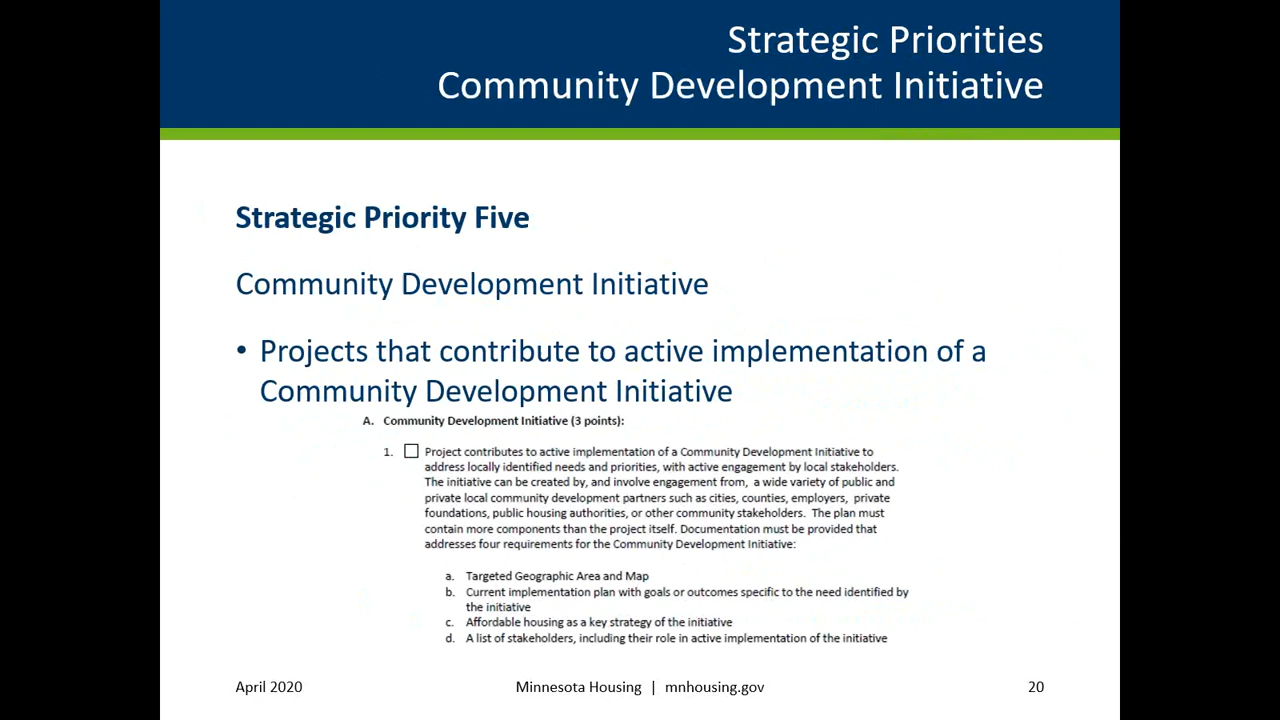 Strategic Priorities
Community Development Initiative
Strategic Priority Five
Community Development Initiative
• Projects that contribute to active implementation of a
Community Development Initiative
A. Community Development Initiative (3 points):
1. ☐ Project contributes to active implementation of a Community Development Initiative to
address locally identified needs and priorities, with active engagement by local stakeholders.
The initiative can be created by, and involve engagement from, a wide variety of public and
private local community development partners such as cities, counties, employers, private
foundations, public housing authorities, or other community stakeholders. The plan must
contain more components than the project itself. Documentation must be provided that
addresses four requirements for the Community Development Initiative:
a. Targeted Geographic Area and Map
b. Current implementation plan with goals or outcomes specific to the need identified by
the initiative
c. Affordable housing as a key strategy of the initiative
d. A list of stakeholders, including their role in active implementation of the initiative
April 2020 Minnesota Housing | mnhousing.gov 20